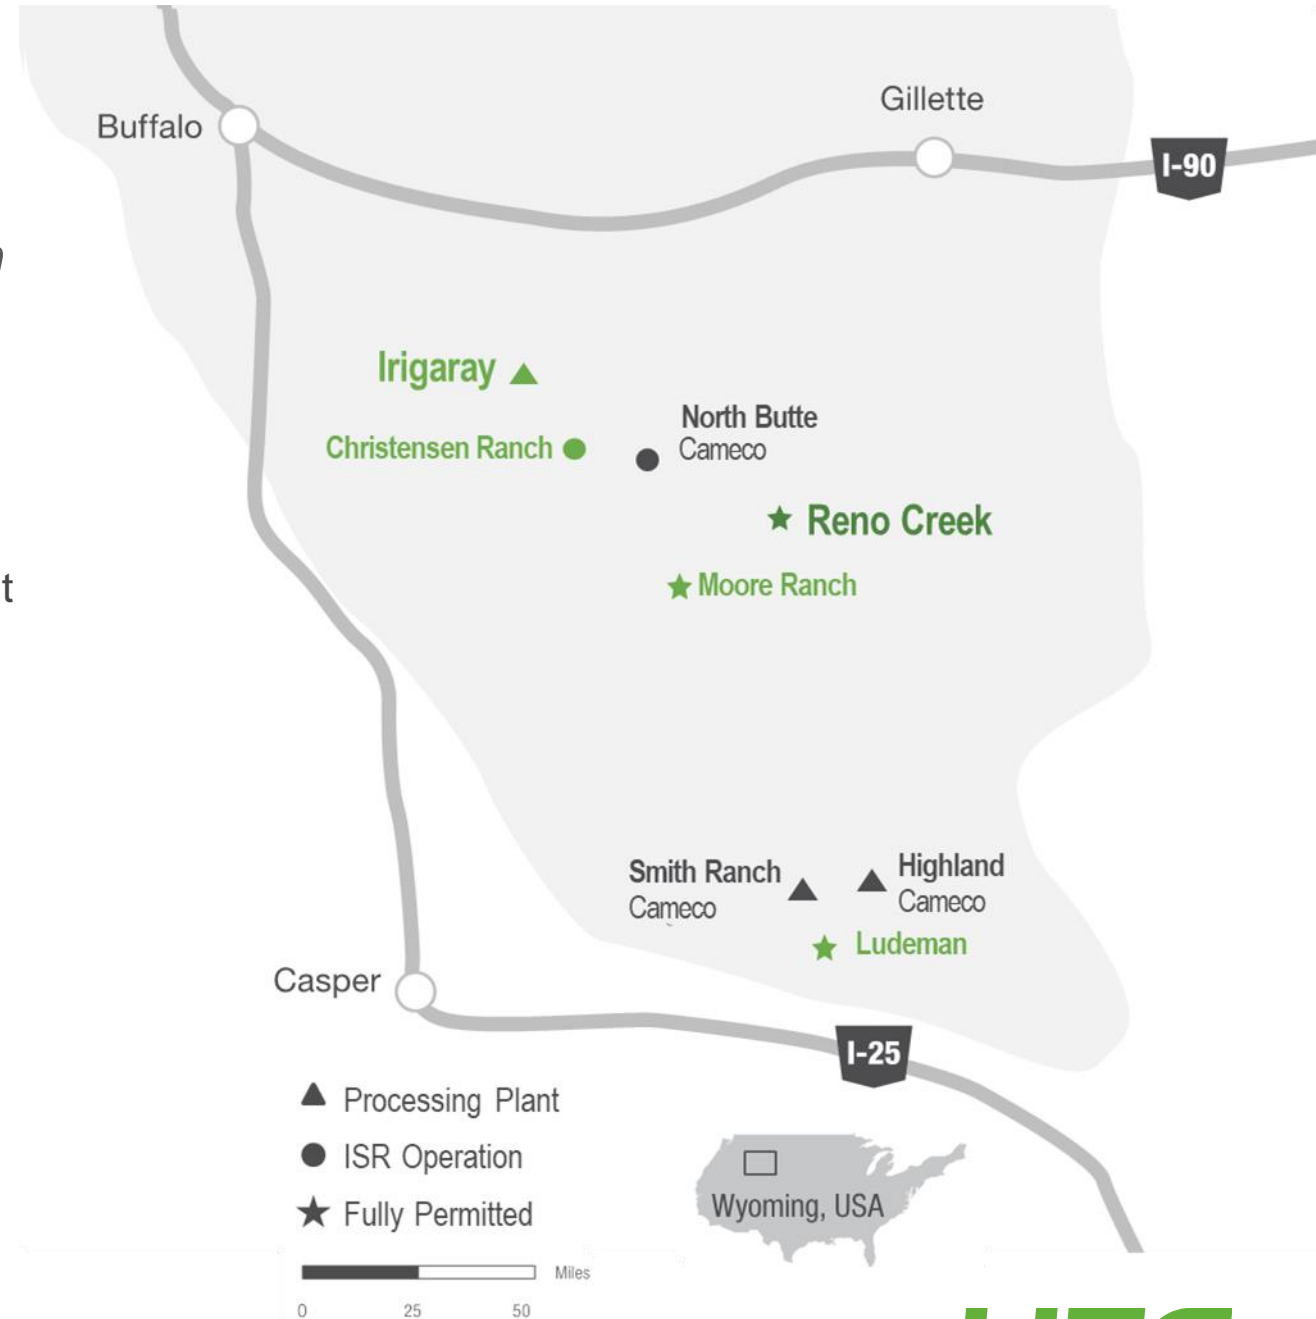 Gillette
Buffalo
I-90
Irigaray
North Butte
Christensen Ranch
Cameco
Reno Creek
t
Moore Ranch
Smith Ranch
Highland
Cameco
Cameco
Ludeman
Casper
I-25
Processing Plant
ISR Operation
Fully Permitted
Wyoming, USA
Miles
0 25 50